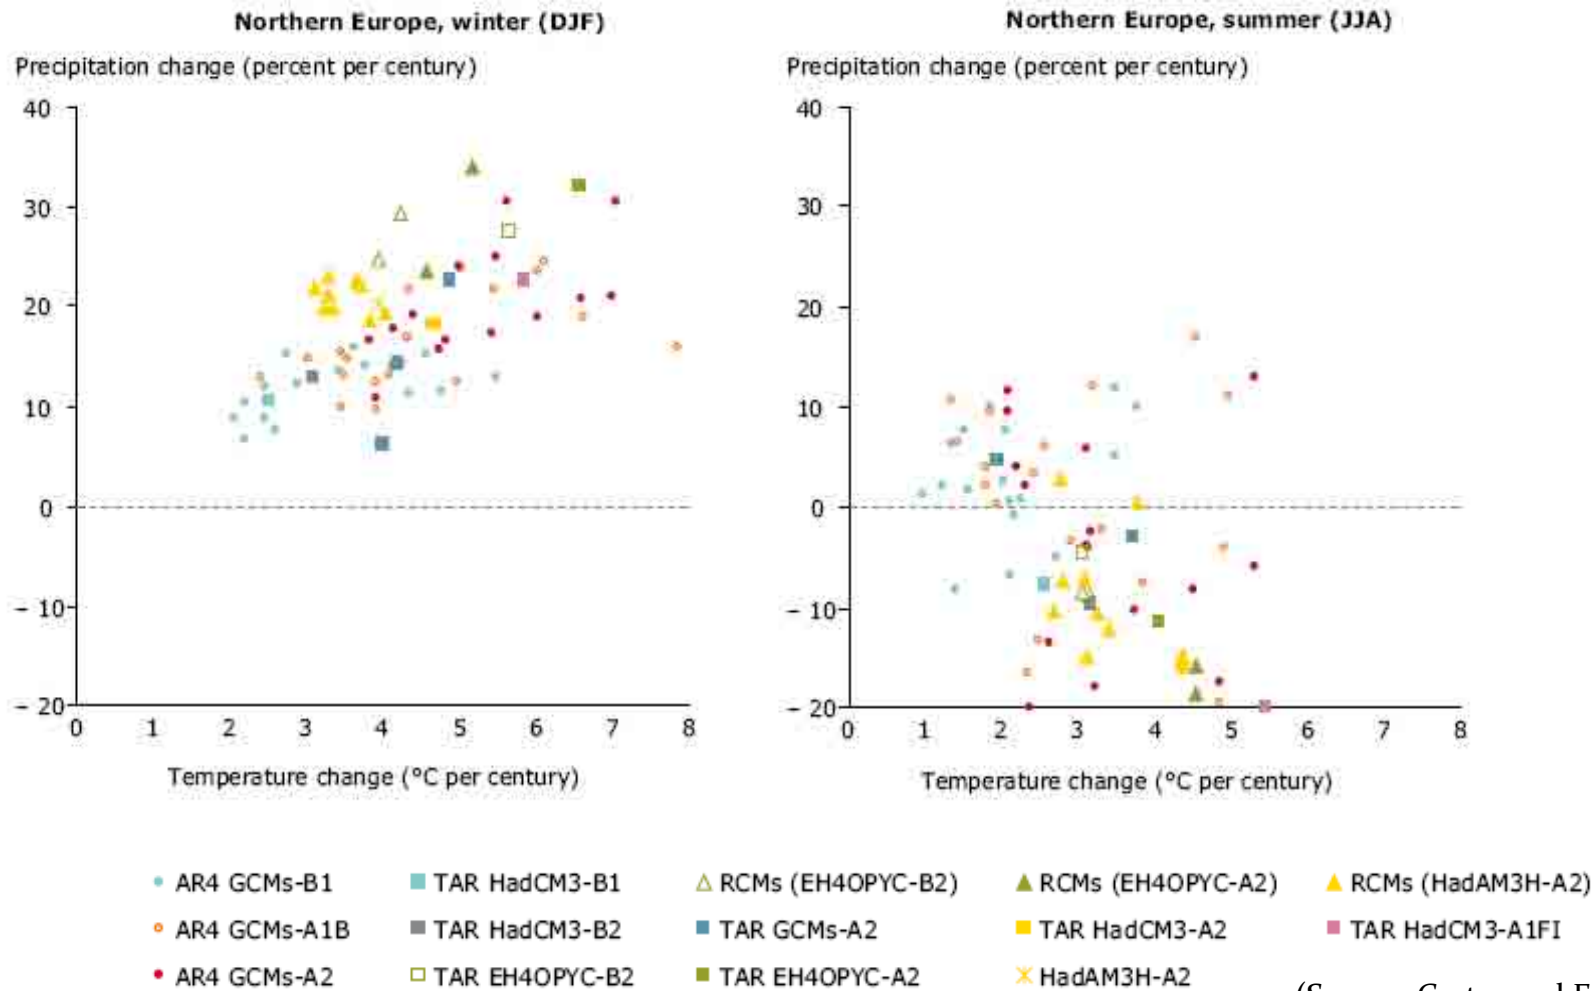 Northern Europe, winter (DJF)
Precipitation change (percent per century)
40
30
20
10
0
– 10
– 20
0 1 2 3 4 5 6 7 8
Temperature change (°C per century)
Northern Europe, summer (JJA)
Precipitation change (percent per century)
40
30
20
10
0
– 10
– 20
0 1 2 3 4 5 6 7 8
Temperature change (°C per century)
AR4 GCMs-B1 TAR HadCM3-B1 RCMs (EH4OPYC-B2) RCMs (EH4OPYC-A2) RCMs (HadAM3H-A2)
AR4 GCMs-A1B TAR HadCM3-B2 TAR GCMs-A2 TAR HadCM3-A2 TAR HadCM3-A1FI
AR4 GCMs-A2 TAR EH4OPYC-B2 TAR EH4OPYC-A2 HadAM3H-A2